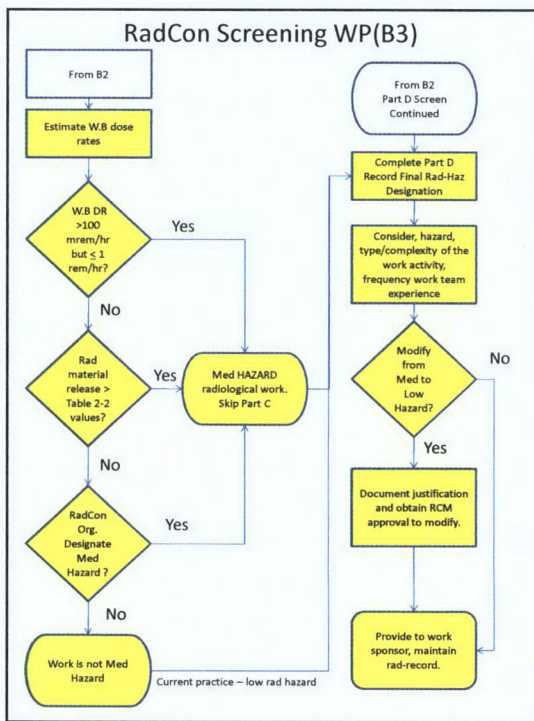 RadCon Screening WP(B3)
From B2
Estimate W.B dose
rates
W.B DR
>100
mrem/hr
but ≤ 1
rem/hr?
Yes
No
Rad
material
release >
Table 2-2
values?
Yes
Med HAZARD
radiological work.
Skip Part C
No
RadCon
Org.
Designate
Med
Hazard ?
Yes
No
Work is not Med
Hazard
Current practice – low rad hazard
From B2
Part D Screen
Continued
Complete Part D
Record Final Rad-Haz
Designation
Consider, hazard,
type/complexity of
the work activity,
frequency work team
experience
Modify
from
Med to
Low
Hazard?
No
Yes
Document justification
and obtain RCM
approval to modify.
Provide to work
sponsor, maintain
rad-record.